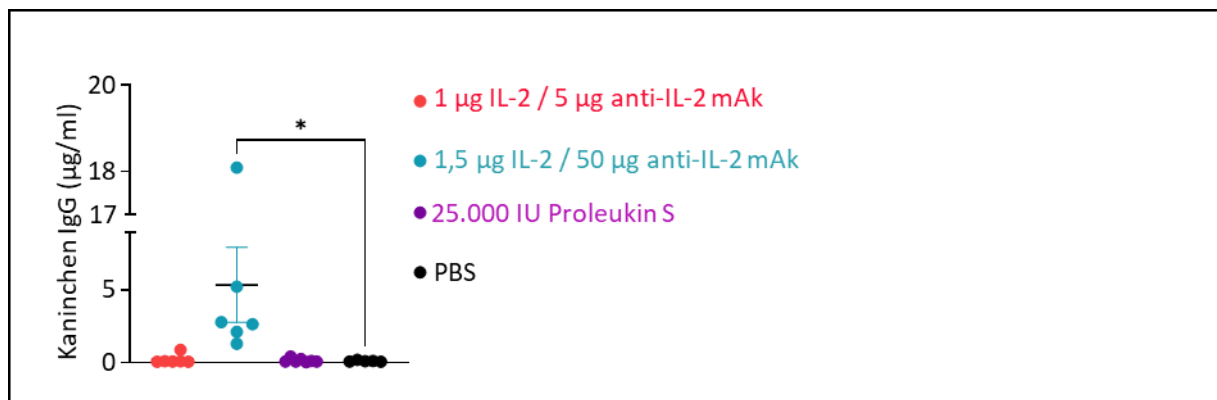 Kaninchen IgG (µg/ml)
20
18
17
5
0
*
1 µg IL-2 / 5 µg anti-IL-2 mAk
1,5 µg IL-2 / 50 µg anti-IL-2 mAk
25.000 IU Proleukin S
PBS